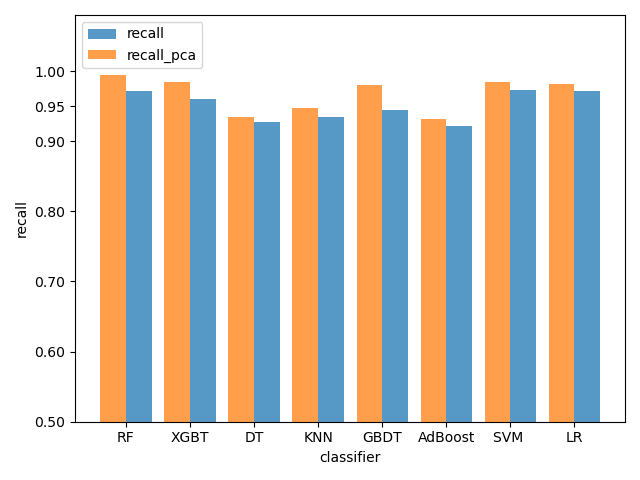 recall
recall_pca
1.00
0.95
0.90
0.80
0.70
0.60
0.50
recall
RF XGBT DT KNN GBDT AdBoost SVM LR
classifier